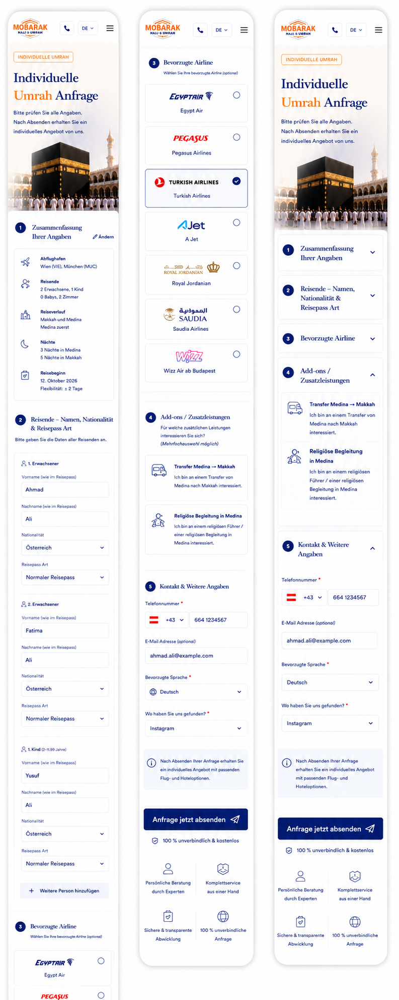 MOBARAK
HAJJ & UMRAH
DE
INDIVIDUELLE UMRAH
Individuelle
Umrah Anfrage
Bitte prüfen Sie alle Angaben.
Nach Absenden erhalten Sie ein
individuelles Angebot von uns.
1
Zusammenfassung
Ihrer Angaben
Ändern
Abflughafen
Wien (VIE), München (MUC)
Reisende
2 Erwachsene, 1 Kind
0 Babys, 2 Zimmer
Reiseverlauf
Makkah und Medina
Medina zuerst
Nächte
3 Nächte in Medina
5 Nächte in Makkah
Reisebeginn
12. Oktober 2026
Flexibilität: ± 2 Tage
2
Reisende – Namen, Nationalität
& Reisepass Art
Bitte geben Sie die Daten aller Reisenden an.
1. Erwachsener
Vorname (wie im Reisepass)
Ahmad
Nachname (wie im Reisepass)
Ali
Nationalität
Österreich
Reisepass Art
Normaler Reisepass
2. Erwachsener
Vorname (wie im Reisepass)
Fatima
Nachname (wie im Reisepass)
Ali
Nationalität
Österreich
Reisepass Art
Normaler Reisepass
1. Kind (2-11.99 Jahre)
Vorname (wie im Reisepass)
Yusuf
Nachname (wie im Reisepass)
Ali
Nationalität
Österreich
Reisepass Art
Normaler Reisepass
+ Weitere Person hinzufügen
3
Bevorzugte Airline
Wählen Sie Ihre bevorzugte Airline (optional)
EGYPTAIR
Egypt Air
PEGASUS
MOBARAK
HAJJ & UMRAH
DE
3
Bevorzugte Airline
Wählen Sie Ihre bevorzugte Airline (optional)
EGYPTAIR
Egypt Air
PEGASUS
Pegasus Airlines
TURKISH AIRLINES
Turkish Airlines
AJet
A Jet
ROYAL JORDANIAN
Royal Jordanian
السعودية
SAUDIA
Saudia Airlines
WIZZ
Wizz Air ab Budapest
4
Add-ons / Zusatzleistungen
Für welche zusätzlichen Leistungen
interessieren Sie sich?
(Mehrfachauswahl möglich)
Transfer Medina → Makkah
Ich bin an einem Transfer von
Medina nach Makkah interessiert.
Religiöse Begleitung in Medina
Ich bin an einem religiösen Führer /
einer religiösen Begleitung in
Medina interessiert.
5
Kontakt & Weitere Angaben
Telefonnummer *
+43
664 1234567
E-Mail Adresse (optional)
ahmad.ali@example.com
Bevorzugte Sprache *
Deutsch
Wo haben Sie uns gefunden? *
Instagram
Nach Absenden Ihrer Anfrage erhalten Sie
ein individuelles Angebot mit passenden
Flug- und Hoteloptionen.
Anfrage jetzt absenden
100 % unverbindlich & kostenlos
Persönliche Beratung
durch Experten
Komplettservice
aus einer Hand
Sichere & transparente
Abwicklung
100 % unverbindliche
Anfrage
MOBARAK
HAJJ & UMRAH
DE
INDIVIDUELLE UMRAH
Individuelle
Umrah Anfrage
Bitte prüfen Sie alle Angaben.
Nach Absenden erhalten Sie ein
individuelles Angebot von uns.
1
Zusammenfassung
Ihrer Angaben
2
Reisende – Namen,
Nationalität &
Reisepass Art
3
Bevorzugte Airline
4
Add-ons /
Zusatzleistungen
Transfer Medina → Makkah
Ich bin an einem Transfer von
Medina nach Makkah
interessiert.
Religiöse Begleitung
in Medina
Ich bin an einem religiösen
Führer / einer religiösen
Begleitung in Medina
interessiert.
5
Kontakt & Weitere
Angaben
Telefonnummer *
+43
664 1234567
E-Mail Adresse (optional)
ahmad.ali@example.com
Bevorzugte Sprache *
Deutsch
Wo haben Sie uns gefunden? *
Instagram
Nach Absenden Ihrer Anfrage
erhalten Sie ein individuelles Angebot
mit passenden Flug- und
Hoteloptionen.
Anfrage jetzt absenden
100 % unverbindlich & kostenlos
Persönliche Beratung
durch Experten
Komplettservice
aus einer Hand
Sichere & transparente
Abwicklung
100 % unverbindliche
Anfrage